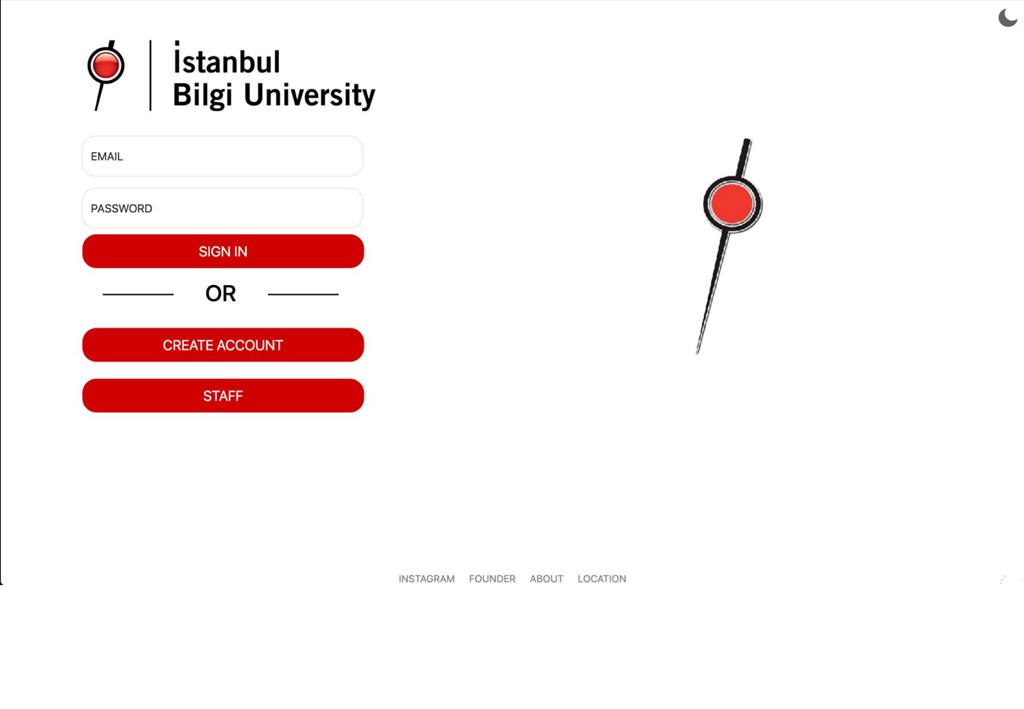 İstanbul
Bilgi University
EMAIL
PASSWORD
SIGN IN
OR
CREATE ACCOUNT
STAFF
INSTAGRAM FOUNDER ABOUT LOCATION